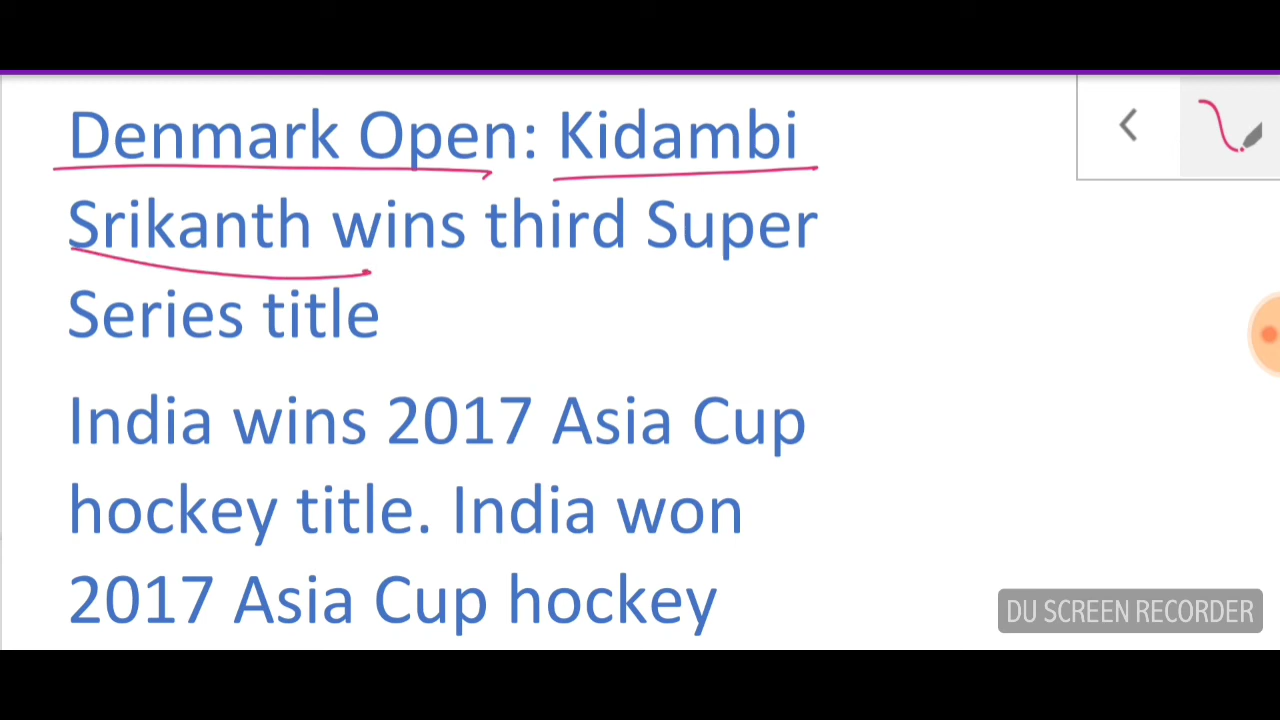 Denmark Open: Kidambi
Srikanth wins third Super
Series title
India wins 2017 Asia Cup
hockey title. India won
2017 Asia Cup hockey
DU SCREEN RECORDER